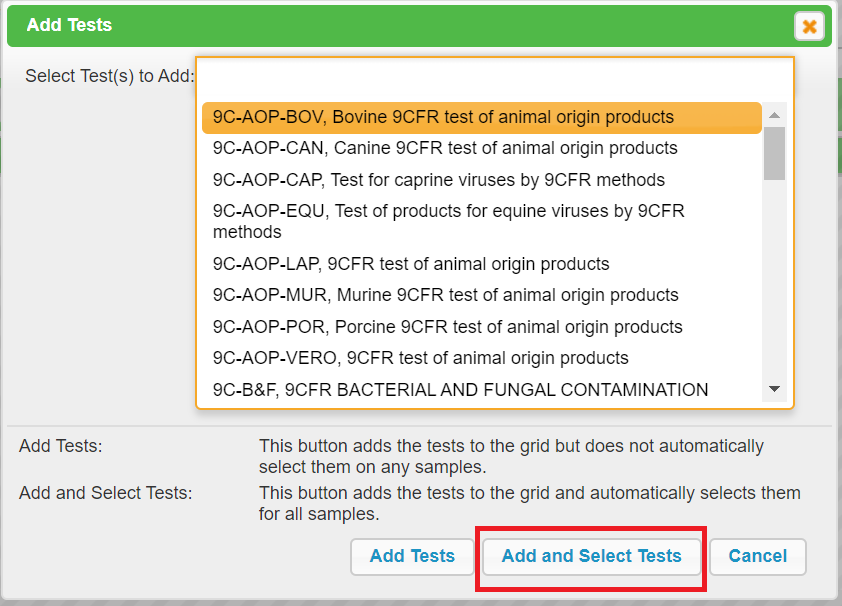 Add Tests
Select Test(s) to Add:
9C-AOP-BOV, Bovine 9CFR test of animal origin products
9C-AOP-CAN, Canine 9CFR test of animal origin products
9C-AOP-CAP, Test for caprine viruses by 9CFR methods
9C-AOP-EQU, Test of products for equine viruses by 9CFR
methods
9C-AOP-LAP, 9CFR test of animal origin products
9C-AOP-MUR, Murine 9CFR test of animal origin products
9C-AOP-POR, Porcine 9CFR test of animal origin products
9C-AOP-VERO, 9CFR test of animal origin products
9C-B&F, 9CFR BACTERIAL AND FUNGAL CONTAMINATION
Add Tests: This button adds the tests to the grid but does not automatically
select them on any samples.
Add and Select Tests: This button adds the tests to the grid and automatically selects them
for all samples.
Add Tests Add and Select Tests Cancel